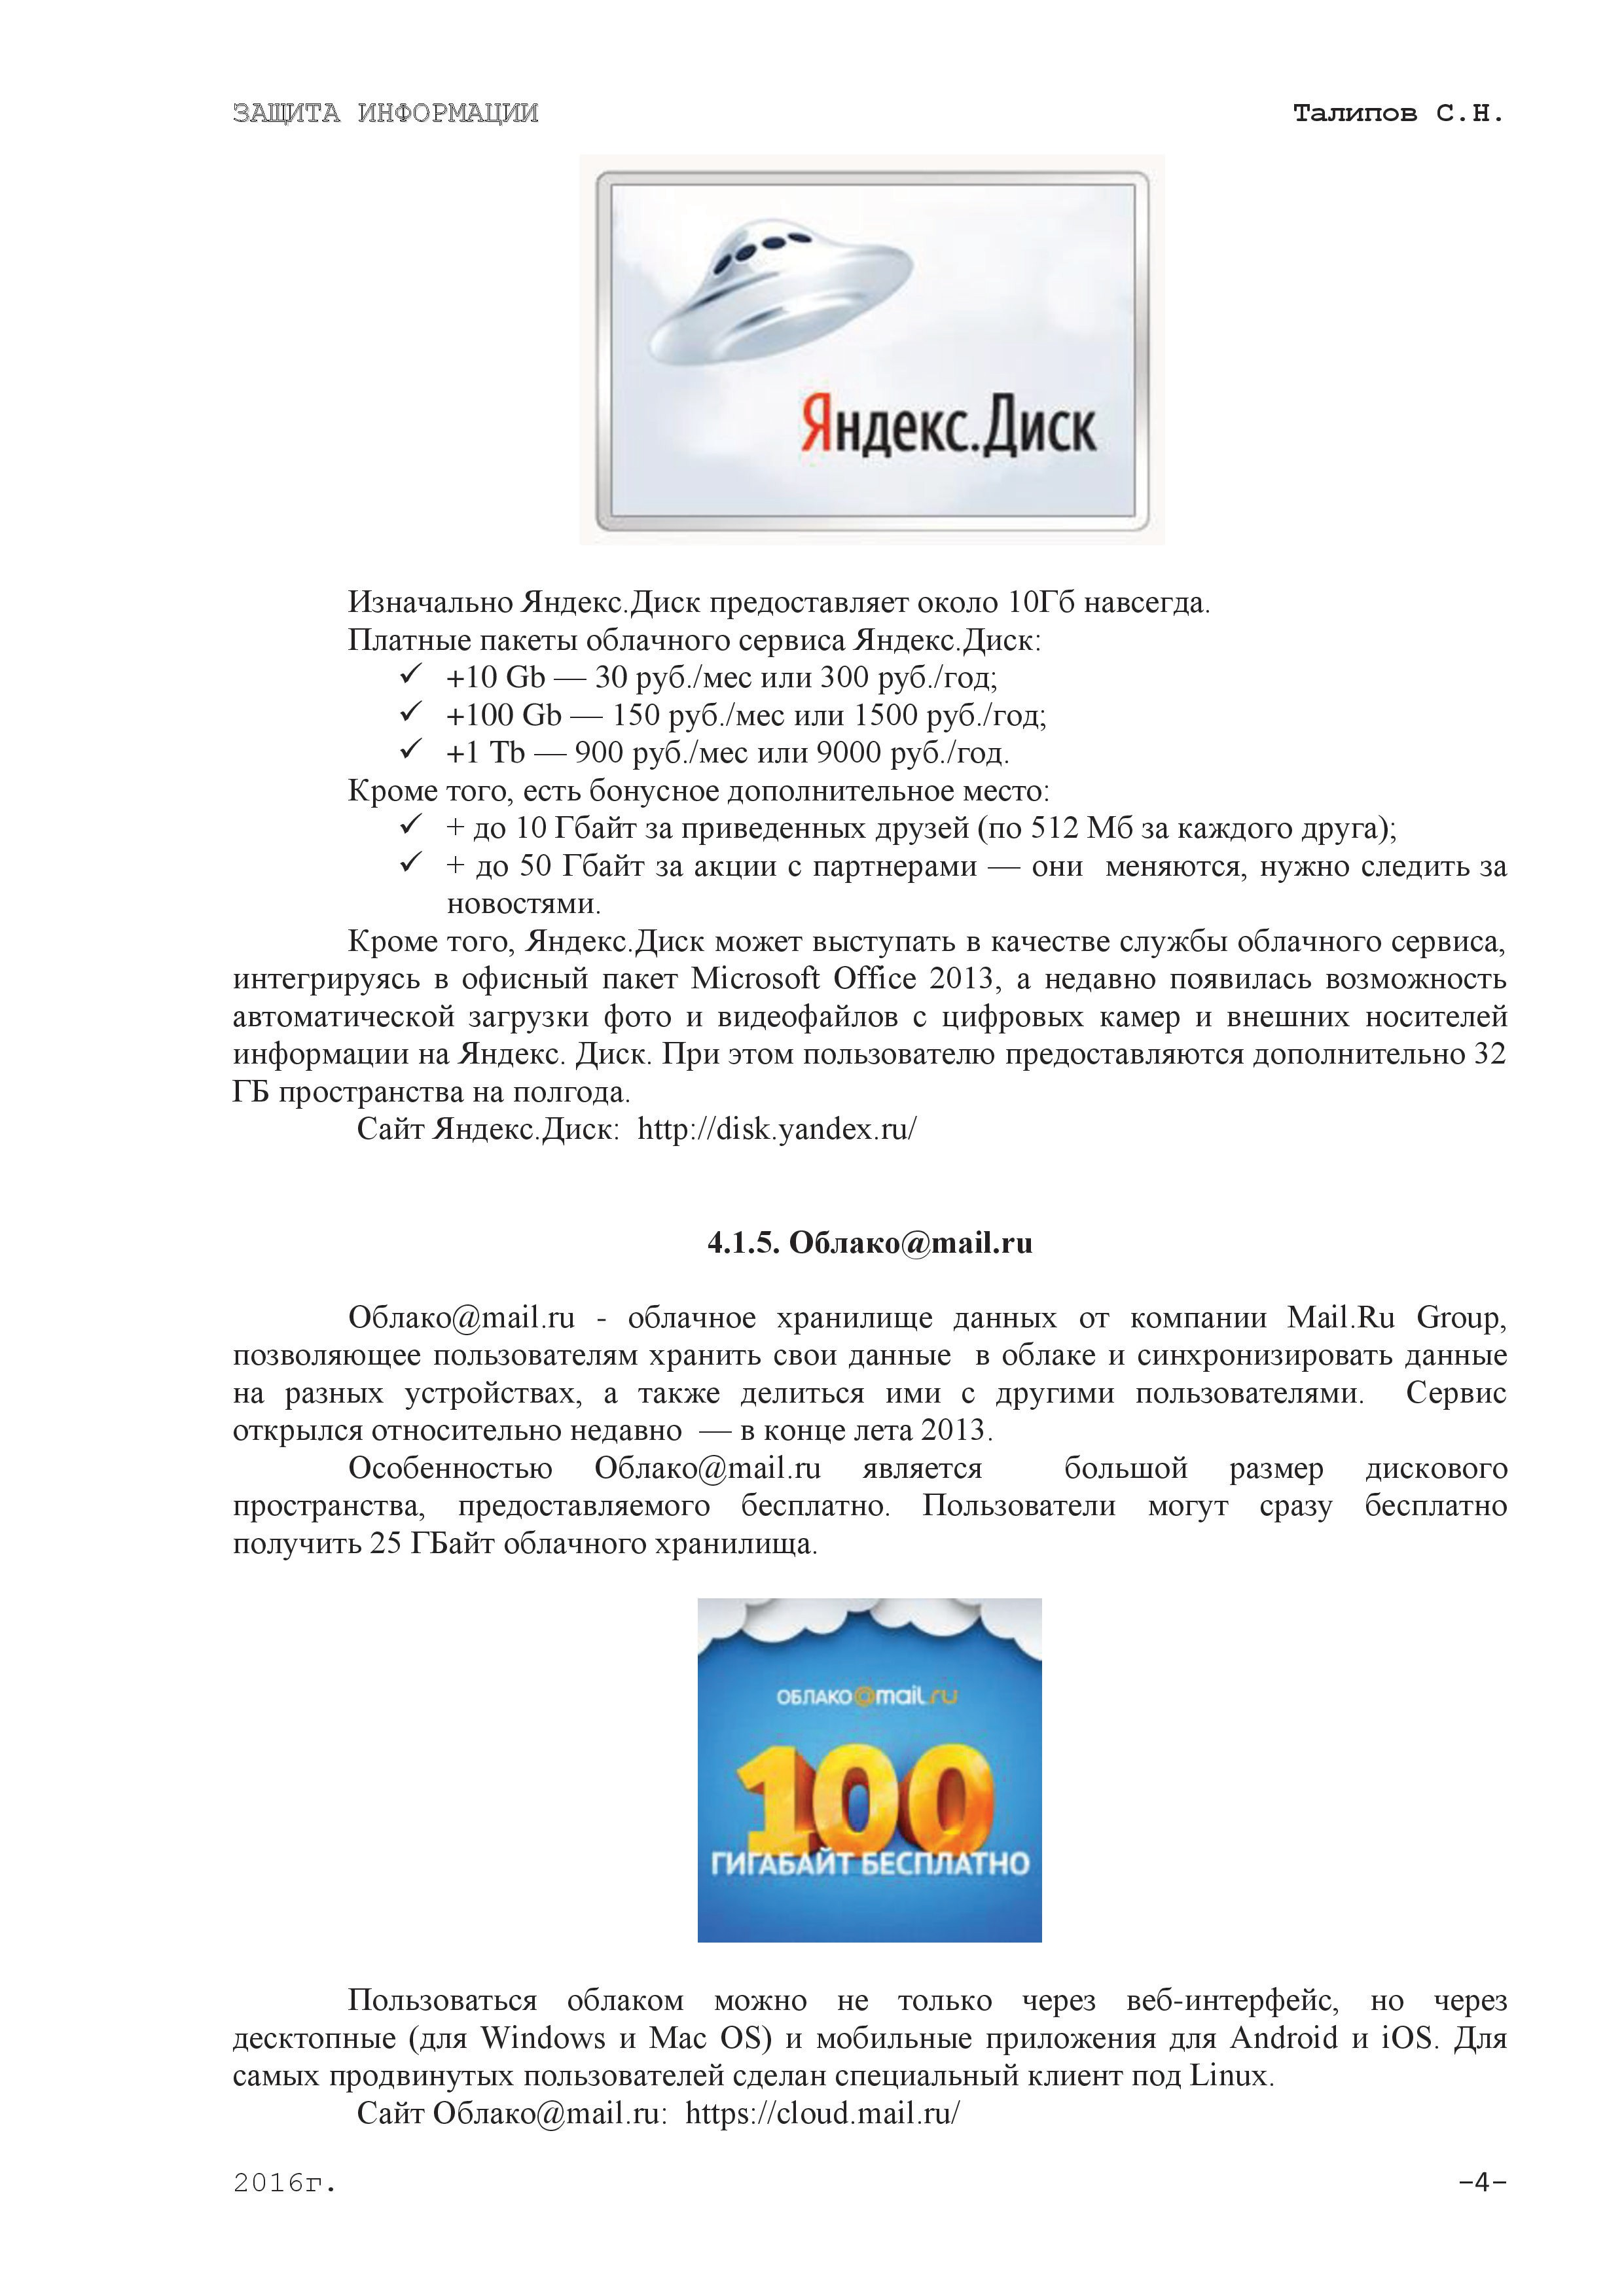 ЗАЩИТА ИНФОРМАЦИИ Талипов С.Н.
Яндекс.Диск
Изначально Яндекс.Диск предоставляет около 10Гб навсегда.
Платные пакеты облачного сервиса Яндекс.Диск:
✓ +10 Gb — 30 руб./мес или 300 руб./год;
✓ +100 Gb — 150 руб./мес или 1500 руб./год;
✓ +1 Tb — 900 руб./мес или 9000 руб./год.
Кроме того, есть бонусное дополнительное место:
✓ + до 10 Гбайт за приведенных друзей (по 512 Мб за каждого друга);
✓ + до 50 Гбайт за акции с партнерами — они меняются, нужно следить за
новостями.
Кроме того, Яндекс.Диск может выступать в качестве службы облачного сервиса,
интегрируясь в офисный пакет Microsoft Office 2013, а недавно появилась возможность
автоматической загрузки фото и видеофайлов с цифровых камер и внешних носителей
информации на Яндекс. Диск. При этом пользователю предоставляются дополнительно 32
ГБ пространства на полгода.
Сайт Яндекс.Диск: http://disk.yandex.ru/
4.1.5. Облако@mail.ru
Облако@mail.ru - облачное хранилище данных от компании Mail.Ru Group,
позволяющее пользователям хранить свои данные в облаке и синхронизировать данные
на разных устройствах, а также делиться ими с другими пользователями. Сервис
открылся относительно недавно — в конце лета 2013.
Особенностью Облако@mail.ru является большой размер дискового
пространства, предоставляемого бесплатно. Пользователи могут сразу бесплатно
получить 25 ГБайт облачного хранилища.
ОБЛАКО@mail.ru
100
ГИГАБАЙТ БЕСПЛАТНО
Пользоваться облаком можно не только через веб-интерфейс, но через
десктопные (для Windows и Mac OS) и мобильные приложения для Android и iOS. Для
самых продвинутых пользователей сделан специальный клиент под Linux.
Сайт Облако@mail.ru: https://cloud.mail.ru/
2016г. -4-